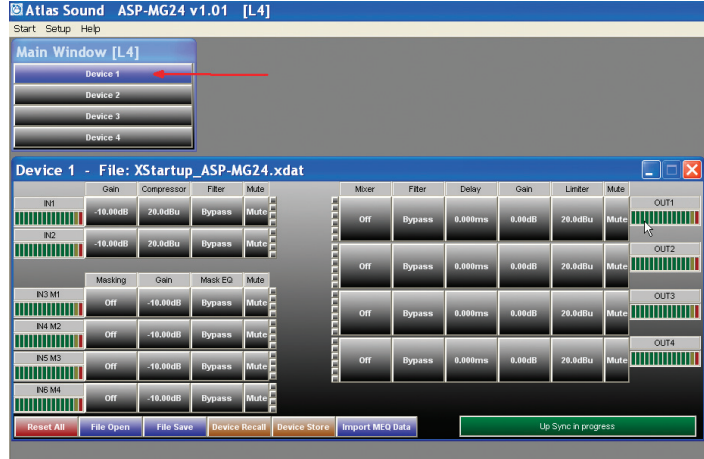 Atlas Sound ASP-MG24 v1.01 [L4]
Start Setup Help
Main Window [L4]
Device 1
Device 2
Device 3
Device 4
Device 1 - File: XStartup_ASP-MG24.xdat
Gain Compressor Filter Mute Mixer Filter Delay Gain Limiter Mute
IN1 -10.00dB 20.0dBu Bypass Mute Off Bypass 0.000ms 0.00dB 20.0dBu Mute OUT1
IN2 -10.00dB 20.0dBu Bypass Mute Off Bypass 0.000ms 0.00dB 20.0dBu Mute OUT2
Masking Gain Mask EQ Mute
IN3 M1 Off -10.00dB Bypass Mute Off Bypass 0.000ms 0.00dB 20.0dBu Mute OUT3
IN4 M2 Off -10.00dB Bypass Mute
IN5 M3 Off -10.00dB Bypass Mute Off Bypass 0.000ms 0.00dB 20.0dBu Mute OUT4
IN6 M4 Off -10.00dB Bypass Mute
Reset All File Open File Save Device Recall Device Store Import MEQ Data Up Sync in progress